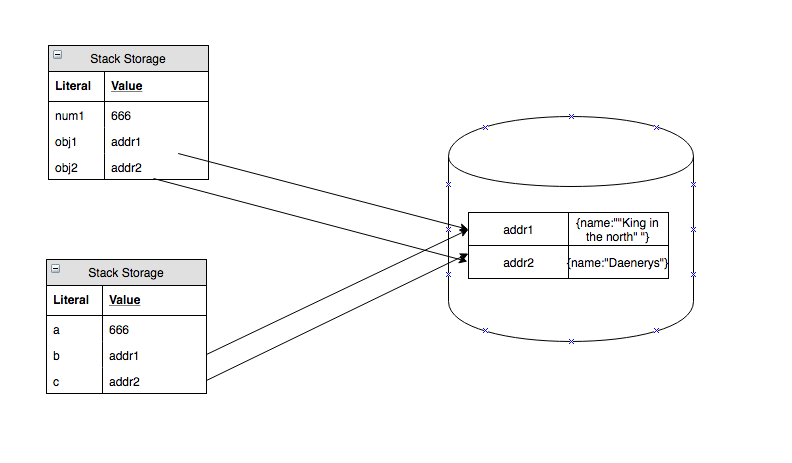 Stack Storage
Literal Value
num1 666
obj1 addr1
obj2 addr2
addr1 {name:""King in
the north" "}
addr2 {name:"Daenerys"}
Stack Storage
Literal Value
a 666
b addr1
c addr2